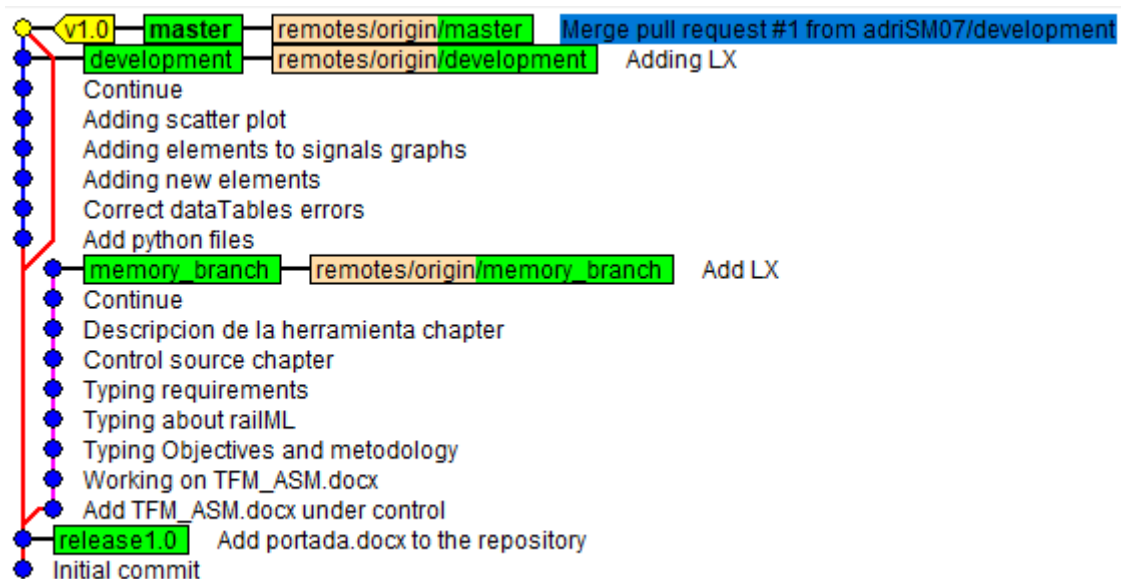 v1.0 master remotes/origin/master Merge pull request #1 from adriSM07/development
development remotes/origin/development Adding LX
Continue
Adding scatter plot
Adding elements to signals graphs
Adding new elements
Correct dataTables errors
Add python files
memory_branch remotes/origin/memory_branch Add LX
Continue
Descripcion de la herramienta chapter
Control source chapter
Typing requirements
Typing about railML
Typing Objectives and metodology
Working on TFM_ASM.docx
Add TFM_ASM.docx under control
release1.0 Add portada.docx to the repository
Initial commit